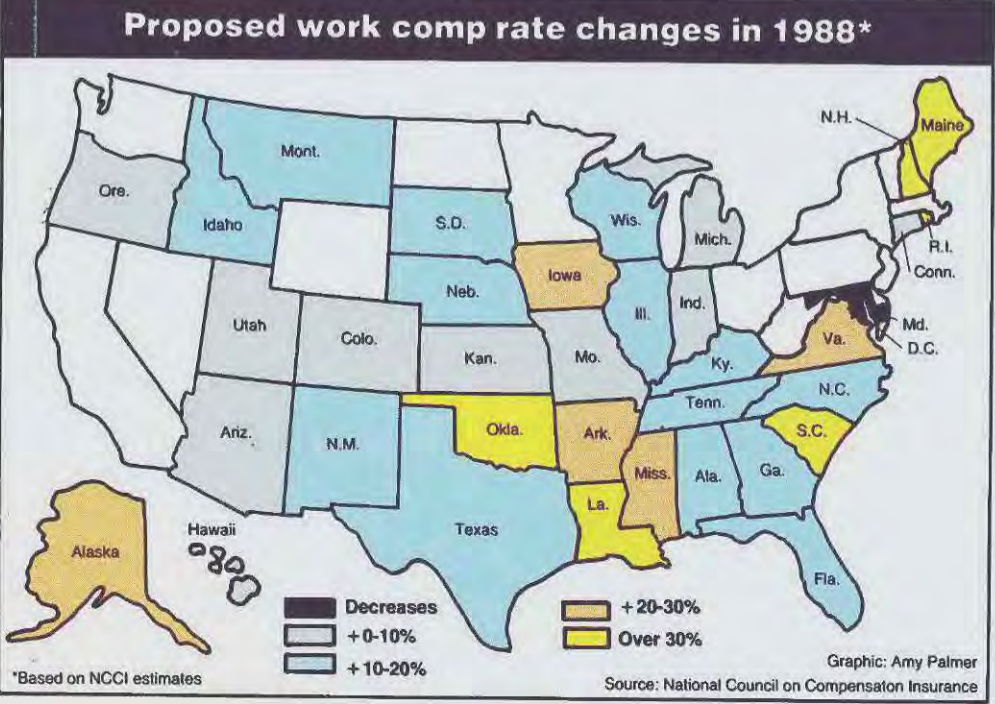 Proposed work comp rate changes in 1988*
N.H.
Maine
Mont.
Ore.
Idaho
S.D.
Wis.
Mich.
R.I.
Conn.
Iowa
Neb.
Ill.
Ind.
Utah
Colo.
Kan.
Mo.
Ky.
Va.
Md.
D.C.
Tenn.
N.C.
Ariz.
N.M.
Okla.
Ark.
S.C.
Miss.
Ala.
Ga.
La.
Texas
Hawaii
Alaska
Fla.
Decreases
+0-10%
+10-20%
+20-30%
Over 30%
*Based on NCCI estimates
Graphic: Amy Palmer
Source: National Council on Compensaton Insurance